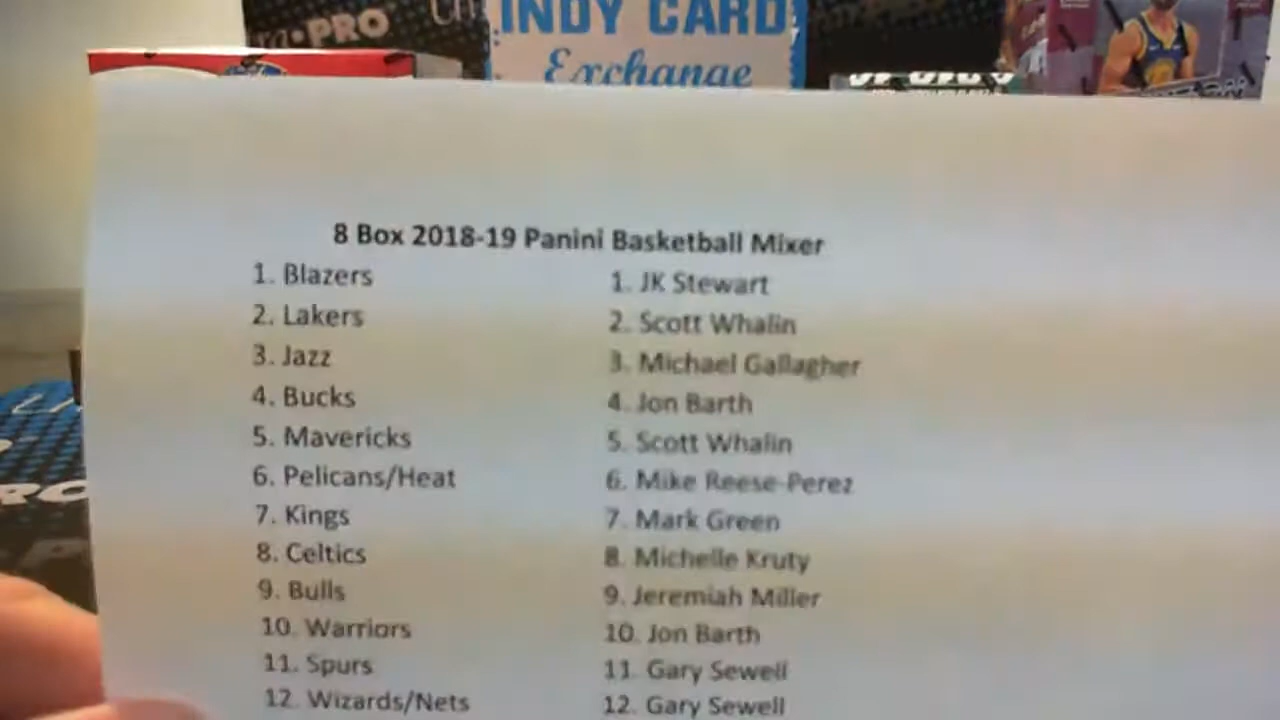 PRO
INDY CARD
Exchange
8 Box 2018-19 Panini Basketball Mixer
1. Blazers 1. JK Stewart
2. Lakers 2. Scott Whalin
3. Jazz 3. Michael Gallagher
4. Bucks 4. Jon Barth
5. Mavericks 5. Scott Whalin
6. Pelicans/Heat 6. Mike Reese-Perez
7. Kings 7. Mark Green
8. Celtics 8. Michelle Kruty
9. Bulls 9. Jeremiah Miller
10. Warriors 10. Jon Barth
11. Spurs 11. Gary Sewell
12. Wizards/Nets 12. Gary Sewell